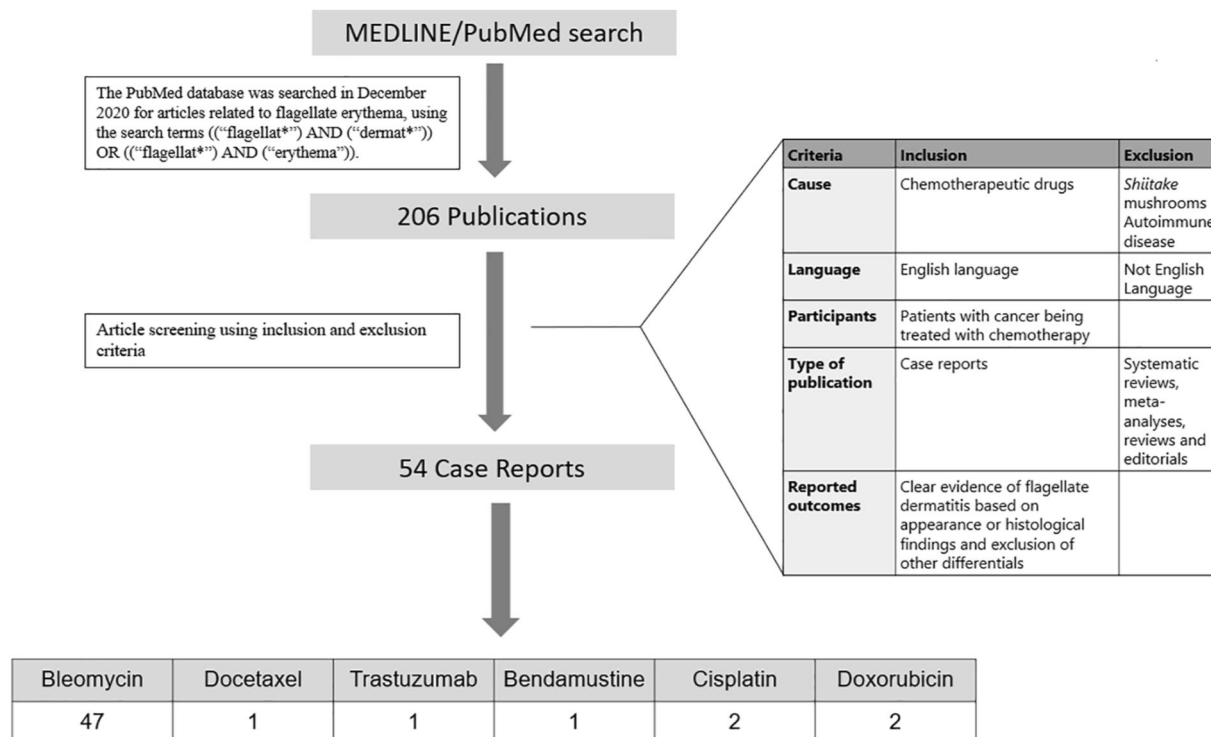 MEDLINE/PubMed search
The PubMed database was searched in December
2020 for articles related to flagellate erythema, using
the search terms ((“flagellat*”) AND (“dermat*”))
OR ((“flagellat*”) AND (“erythema”)).
206 Publications
Article screening using inclusion and exclusion
criteria
54 Case Reports
Criteria Inclusion Exclusion
Cause Chemotherapeutic drugs Shiitake
mushrooms
Autoimmune
disease
Language English language Not English
Language
Participants Patients with cancer being
treated with chemotherapy
Type of Case reports Systematic
publication reviews,
meta-
analyses,
reviews and
editorials
Reported Clear evidence of flagellate
outcomes dermatitis based on
appearance or histological
findings and exclusion of
other differentials
Bleomycin Docetaxel Trastuzumab Bendamustine Cisplatin Doxorubicin
47 1 1 1 2 2